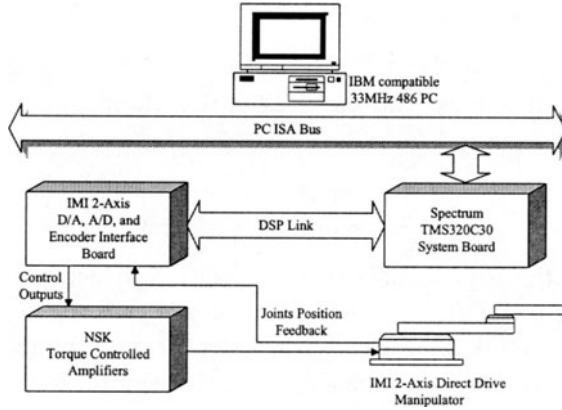 IBM compatible
33MHz 486 PC
PC ISA Bus
IMI 2-Axis
D/A, A/D, and
Encoder Interface
Board
DSP Link
Spectrum
TMS320C30
System Board
Control
Outputs
Joints Position
Feedback
NSK
Torque Controlled
Amplifiers
IMI 2-Axis Direct Drive
Manipulator